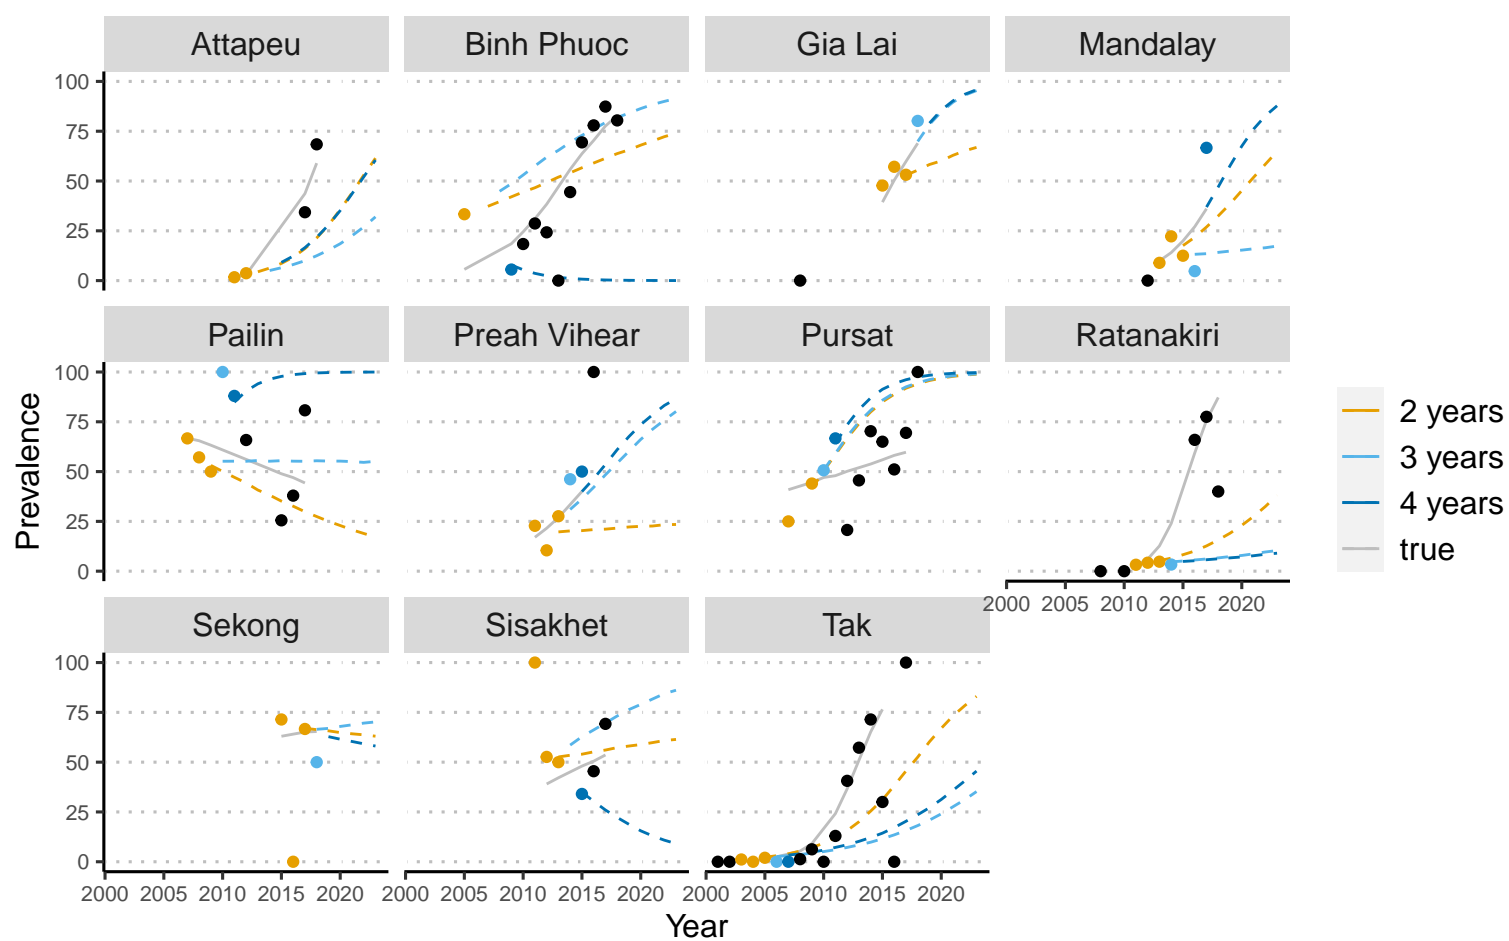 Attapeu Binh Phuoc Gia Lai Mandalay
100
75
50
25
0
Pailin Preah Vihear Pursat Ratanakiri
100
75
50
25
0
2000 2005 2010 2015 2020
Sekong Sisakhet Tak
100
75
50
25
0
2000 2005 2010 2015 2020 2000 2005 2010 2015 2020 2000 2005 2010 2015 2020
Year
Prevalence
2 years
3 years
4 years
true